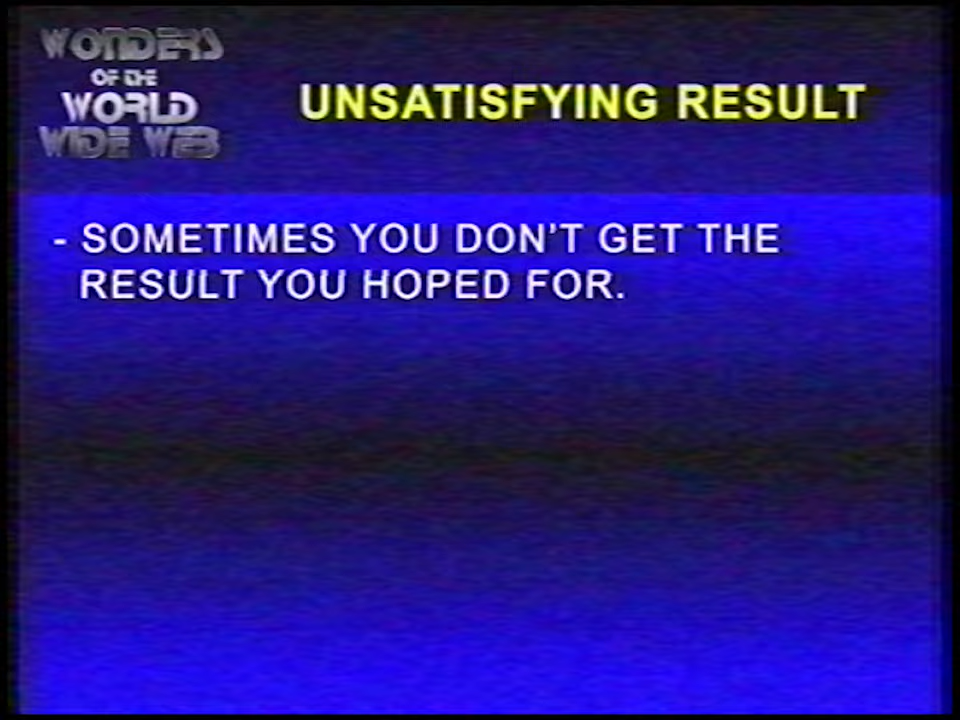 WONDERS
OF THE
WORLD
WIDE WEB
UNSATISFYING RESULT
- SOMETIMES YOU DON'T GET THE
RESULT YOU HOPED FOR.